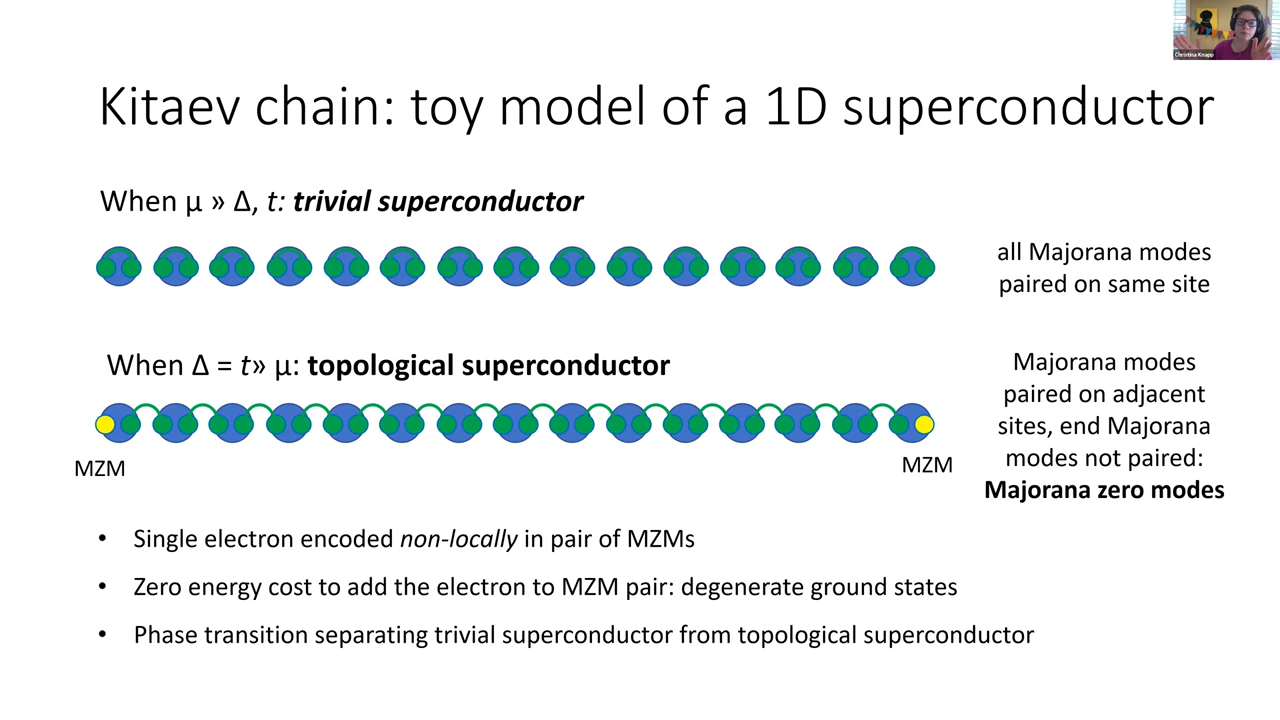 Christina Knapp
Kitaev chain: toy model of a 1D superconductor
When μ » Δ, t: trivial superconductor
all Majorana modes
paired on same site
When Δ = t» μ: topological superconductor
Majorana modes
paired on adjacent
sites, end Majorana
modes not paired:
Majorana zero modes
MZM
MZM
• Single electron encoded non-locally in pair of MZMs
• Zero energy cost to add the electron to MZM pair: degenerate ground states
• Phase transition separating trivial superconductor from topological superconductor